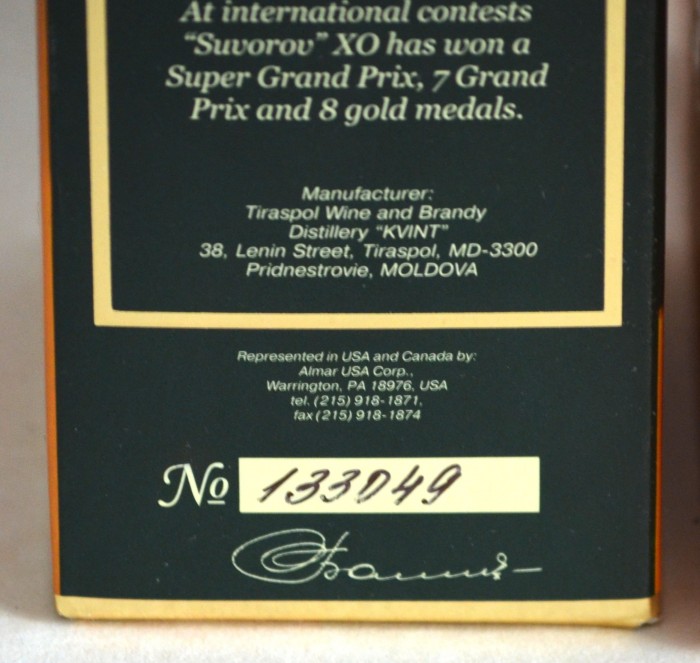 At international contests
“Suvorov” XO has won a
Super Grand Prix, 7 Grand
Prix and 8 gold medals.
Manufacturer:
Tiraspol Wine and Brandy
Distillery “KVINT”
38, Lenin Street, Tiraspol, MD-3300
Pridnestrovie, MOLDOVA
Represented in USA and Canada by:
Almar USA Corp.,
Warrington, PA 18976, USA
tel. (215) 918-1871,
fax (215) 918-1874
№ 133049